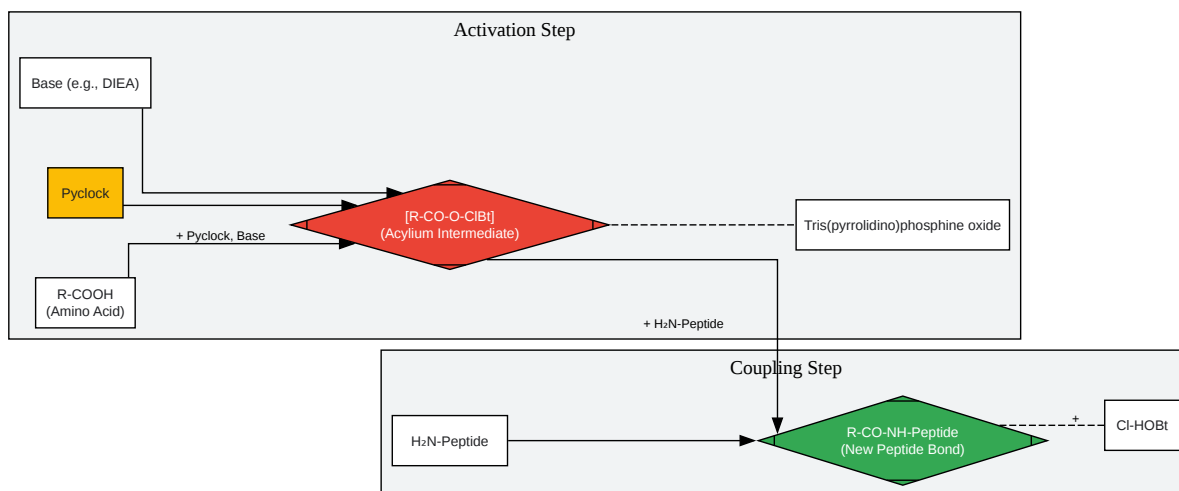 Activation Step
Base (e.g., DIEA)
Pyclock
+ Pyclock, Base
R-COOH
(Amino Acid)
[R-CO-O-ClBt]
(Acylium Intermediate)
Tris(pyrrolidino)phosphine oxide
+ H₂N-Peptide
Coupling Step
H₂N-Peptide
R-CO-NH-Peptide
(New Peptide Bond)
+
Cl-HOBt